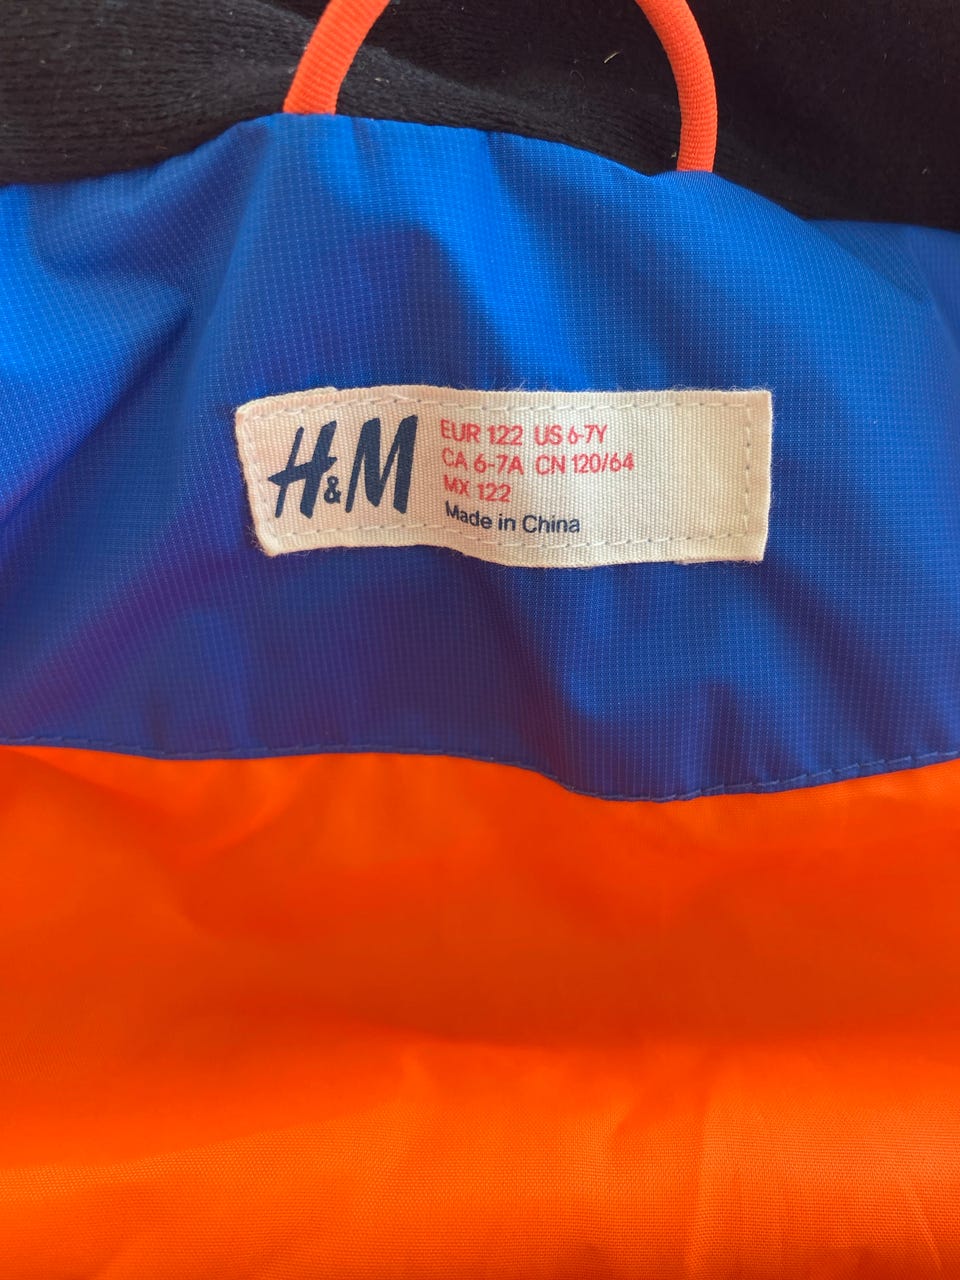 H&M
EUR 122 US 6-7Y
CA 6-7A CN 120/64
MX 122
Made in China